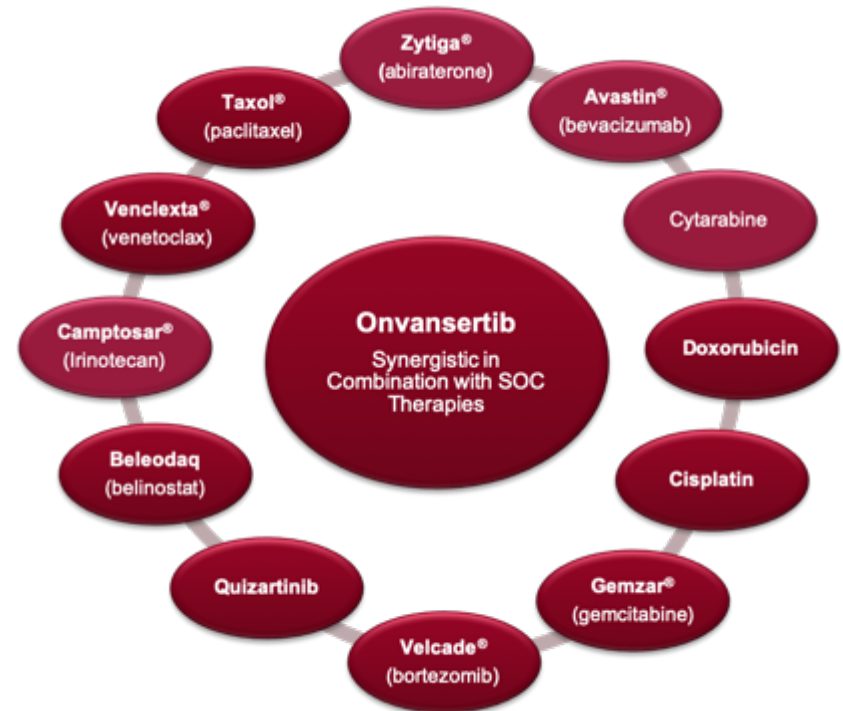 Zytiga®
(abiraterone)
Avastin®
(bevacizumab)
Cytarabine
Doxorubicin
Cisplatin
Gemzar®
(gemcitabine)
Velcade®
(bortezomib)
Quizartinib
Beleodaq
(belinostat)
Camptosar®
(Irinotecan)
Venclexta®
(venetoclax)
Taxol®
(paclitaxel)
Onvansertib
Synergistic in
Combination with SOC
Therapies